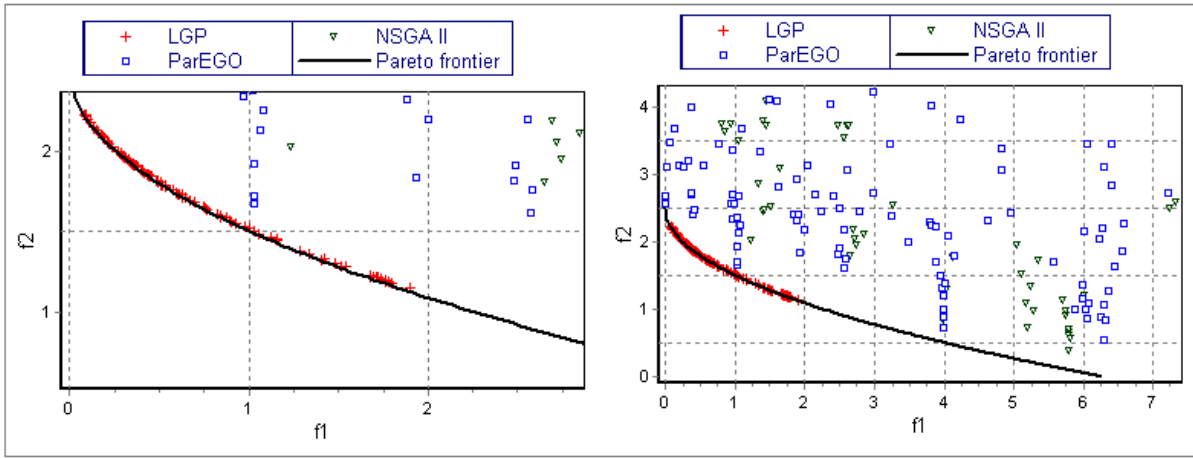 LGP NSGA II
ParEGO Pareto frontier
f2
2
1
0 1 2
f1
LGP NSGA II
ParEGO Pareto frontier
f2
4
3
2
1
0
0 1 2 3 4 5 6 7
f1